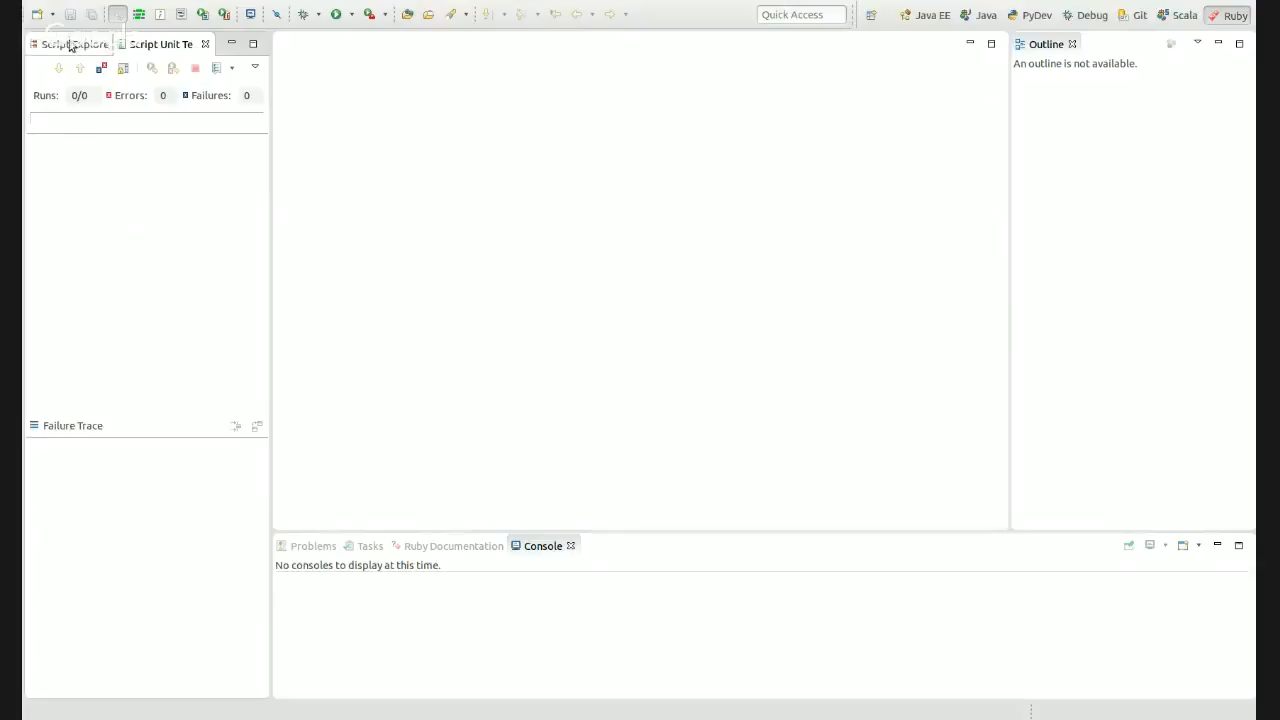 Quick Access
Java EE
Java
PyDev
Debug
Git
Scala
Ruby
Script Explore
Script Unit Te
Outline
An outline is not available.
Runs: 0/0 Errors: 0 Failures: 0
Failure Trace
Problems
Tasks
Ruby Documentation
Console
No consoles to display at this time.